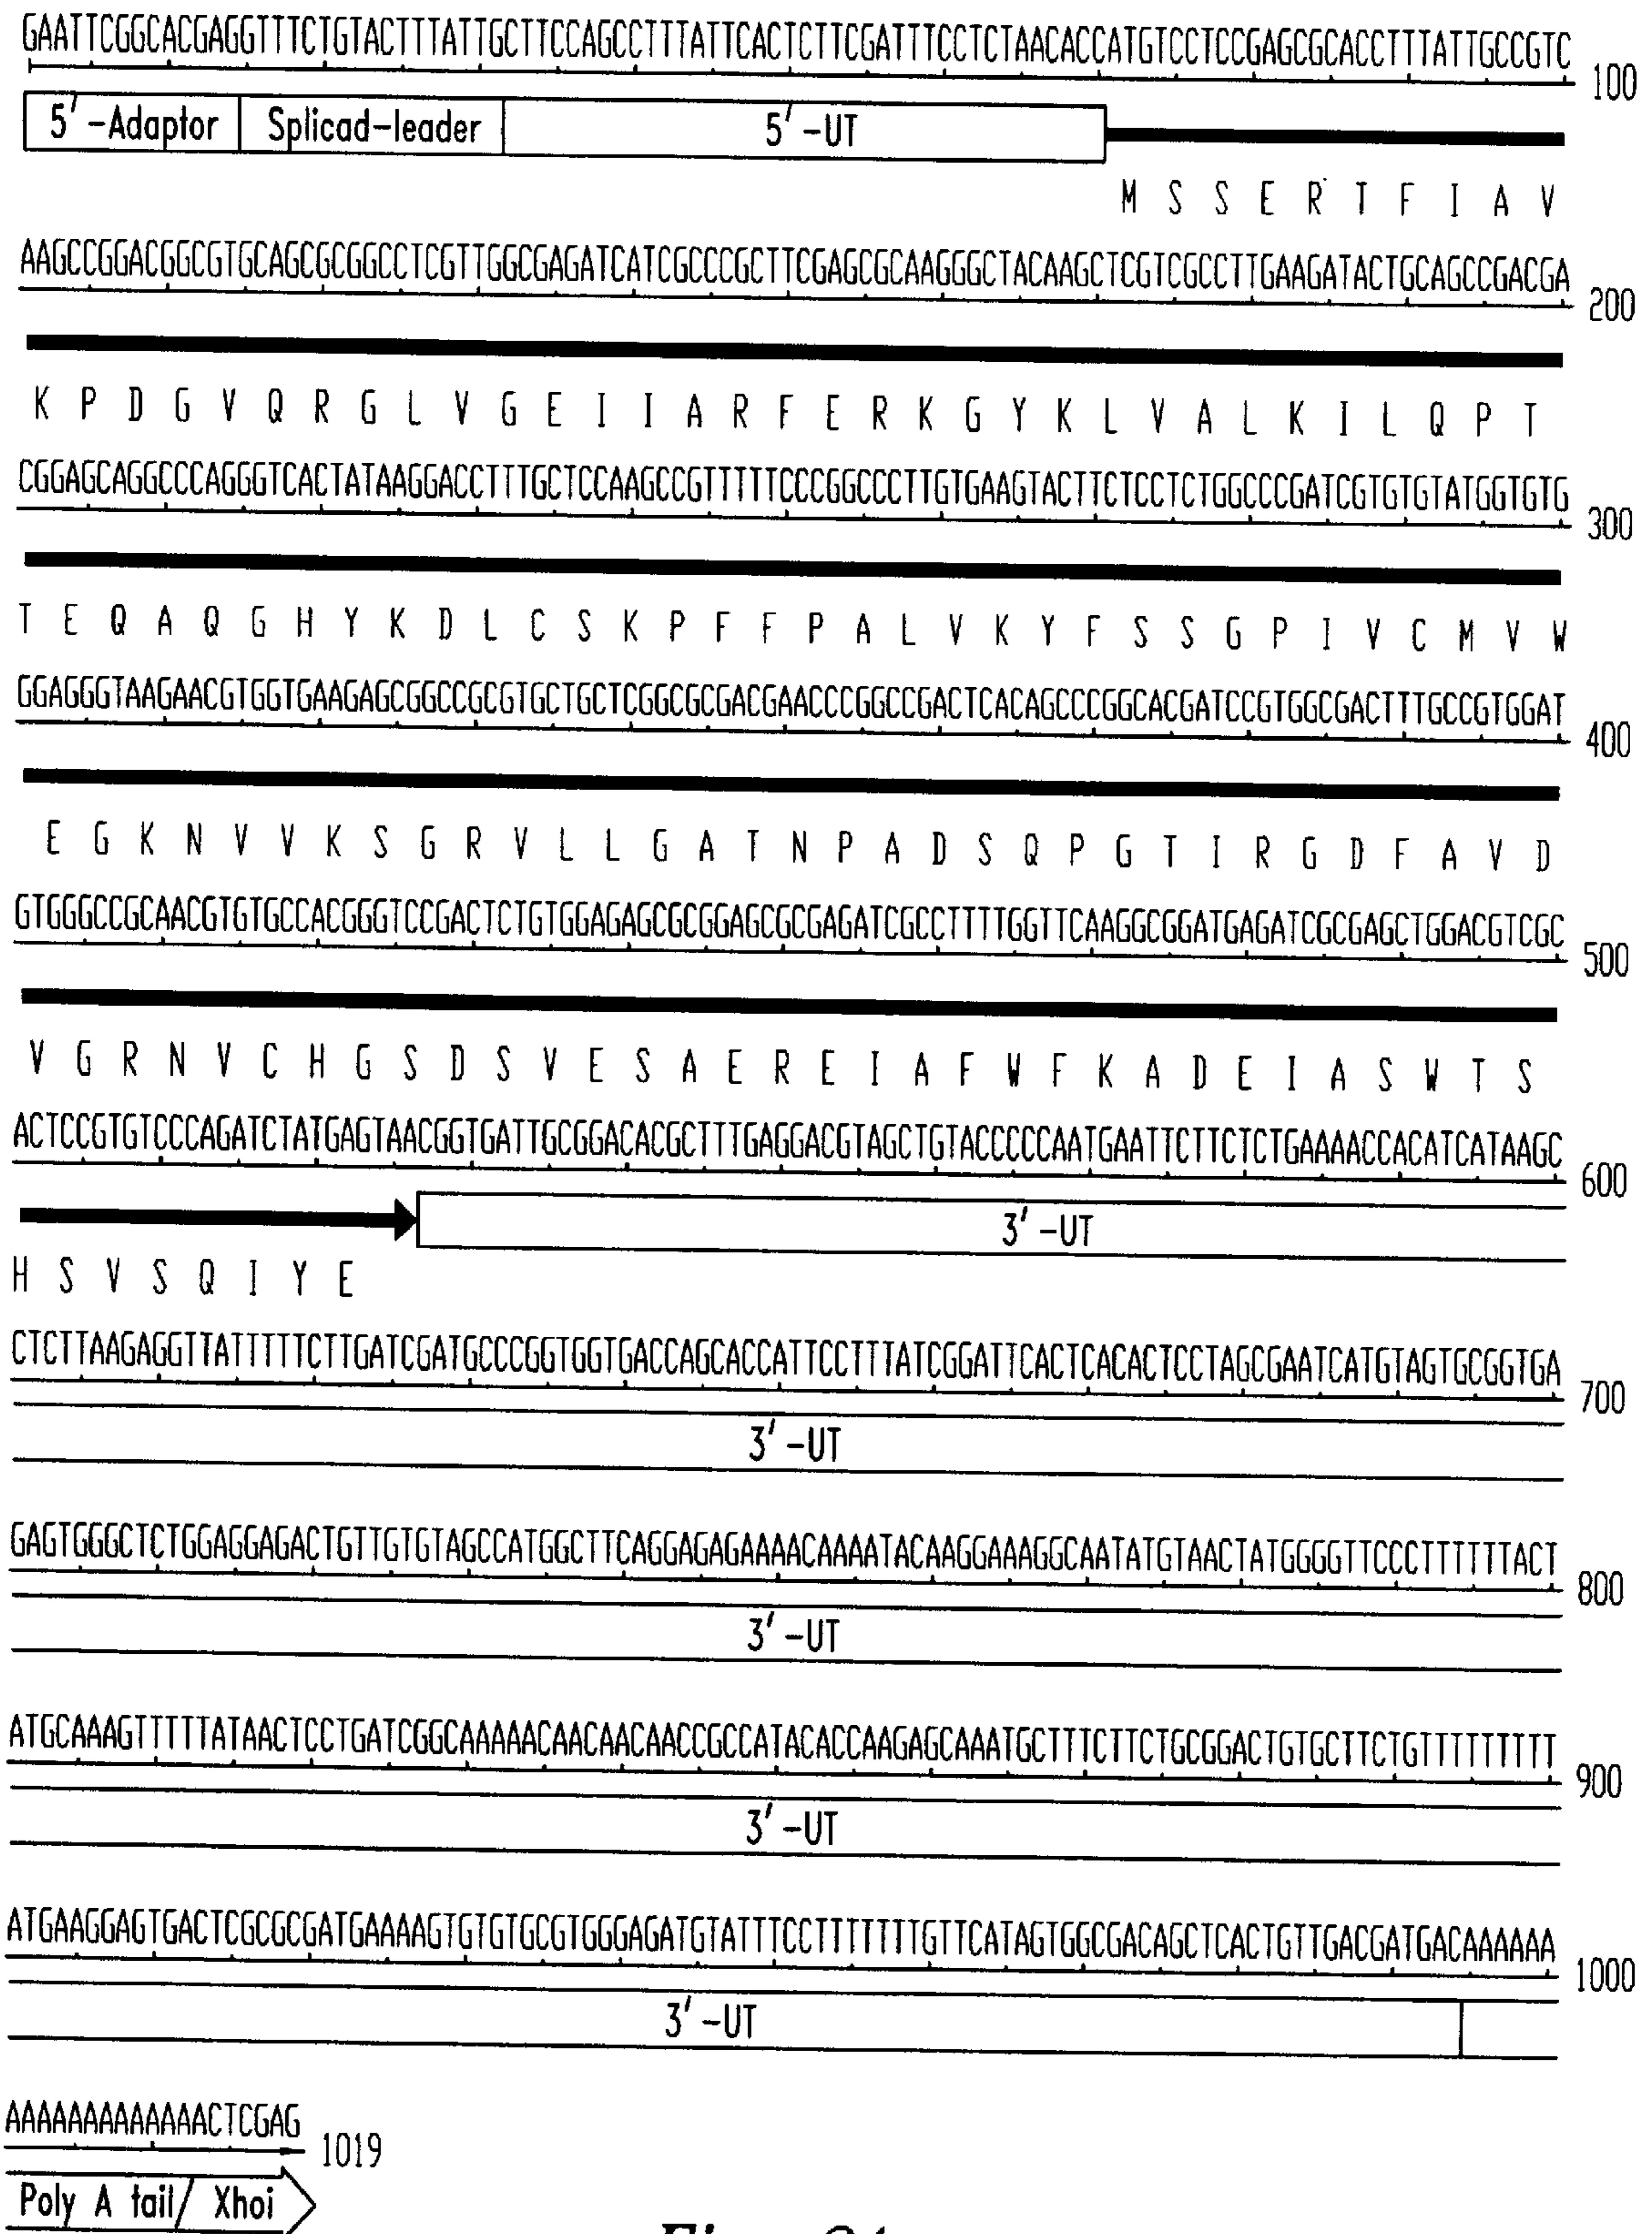 GAATTCGGCACGAGGTTTCTGTACTTTATTGCTTCCAGCCTTTATTCACTCTTCGATTTCCTCTAACACCATGTCCTCCGAGCGCACCTTTATTGCCGTC
100
5'-Adaptor Splicad-leader 5'-UT
M S S E R T F I A V
AAGCCGGACGGCGTGCAGCGCGGCCTCGTTGGCGAGATCATCGCCCGCTTCGAGCGCAAGGGCTACAAGCTCGTCGCCTTGAAGATACTGCAGCCGACGA
200
K P D G V Q R G L V G E I I A R F E R K G Y K L V A L K I L Q P T
CGGAGCAGGCCCAGGGTCACTATAAGGACCTTTGCTCCAAGCCGTTTTTCCCGGCCCTTGTGAAGTACTTCTCCTCTGGCCCGATCGTGTGTATGGTGTG
300
T E Q A Q G H Y K D L C S K P F F P A L V K Y F S S G P I V C M V W
GGAGGGTAAGAACGTGGTGAAGAGCGGCCGCGTGCTGCTCGGCGCGACGAACCCGGCCGACTCACAGCCCGGCACGATCCGTGGCGACTTTGCCGTGGAT
400
E G K N V V K S G R V L L G A T N P A D S Q P G T I R G D F A V D
GTGGGCCGCAACGTGTGCCACGGGTCCGACTCTGTGGAGAGCGCGGAGCGCGAGATCGCCTTTTGGTTCAAGGCGGATGAGATCGCGAGCTGGACGTCGC
500
V G R N V C H G S D S V E S A E R E I A F W F K A D E I A S W T S
ACTCCGTGTCCCAGATCTATGAGTAACGGTGATTGCGGACACGCTTTGAGGACGTAGCTGTACCCCCAATGAATTCTTCTCTGAAAACCACATCATAAGC
600
3'-UT
H S V S Q I Y E
CTCTTAAGAGGTTATTTTTCTTGATCGATGCCCGGTGGTGACCAGCACCATTCCTTTATCGGATTCACTCACACTCCTAGCGAATCATGTAGTGCGGTGA
700
3'-UT
GAGTGGGCTCTGGAGGAGACTGTTGTGTAGCCATGGCTTCAGGAGAGAAAACAAAATACAAGGAAAGGCAATATGTAACTATGGGGTTCCCTTTTTTACT
800
3'-UT
ATGCAAAGTTTTTATAACTCCTGATCGGCAAAAACAACAACAACCGCCATACACCAAGAGCAAATGCTTTCTTCTGCGGACTGTGCTTCTGTTTTTTTTT
900
3'-UT
ATGAAGGAGTGACTCGCGCGATGAAAAGTGTGTGCGTGGGAGATGTATTTCCTTTTTTTTGTTCATAGTGGCGACAGCTCACTGTTGACGATGACAAAAAA
1000
3'-UT
AAAAAAAAAAAAACTCGAG
1019
Poly A tail/ Xhoi